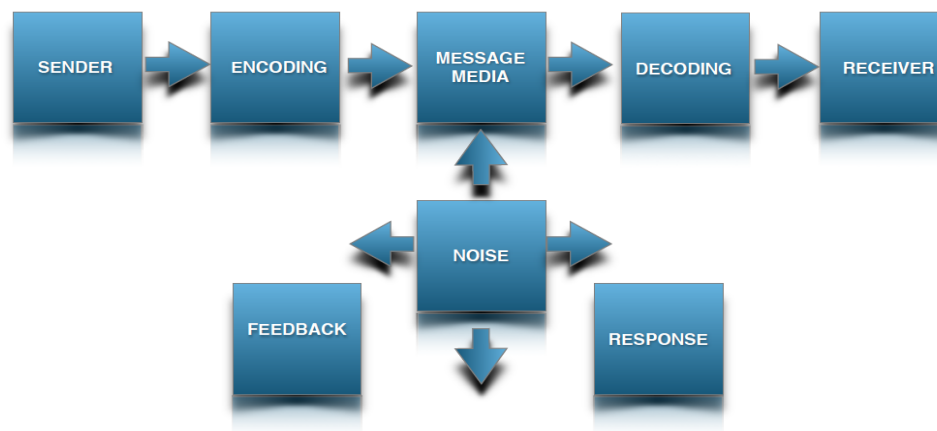 SENDER
ENCODING
MESSAGE
MEDIA
DECODING
RECEIVER
NOISE
FEEDBACK
RESPONSE